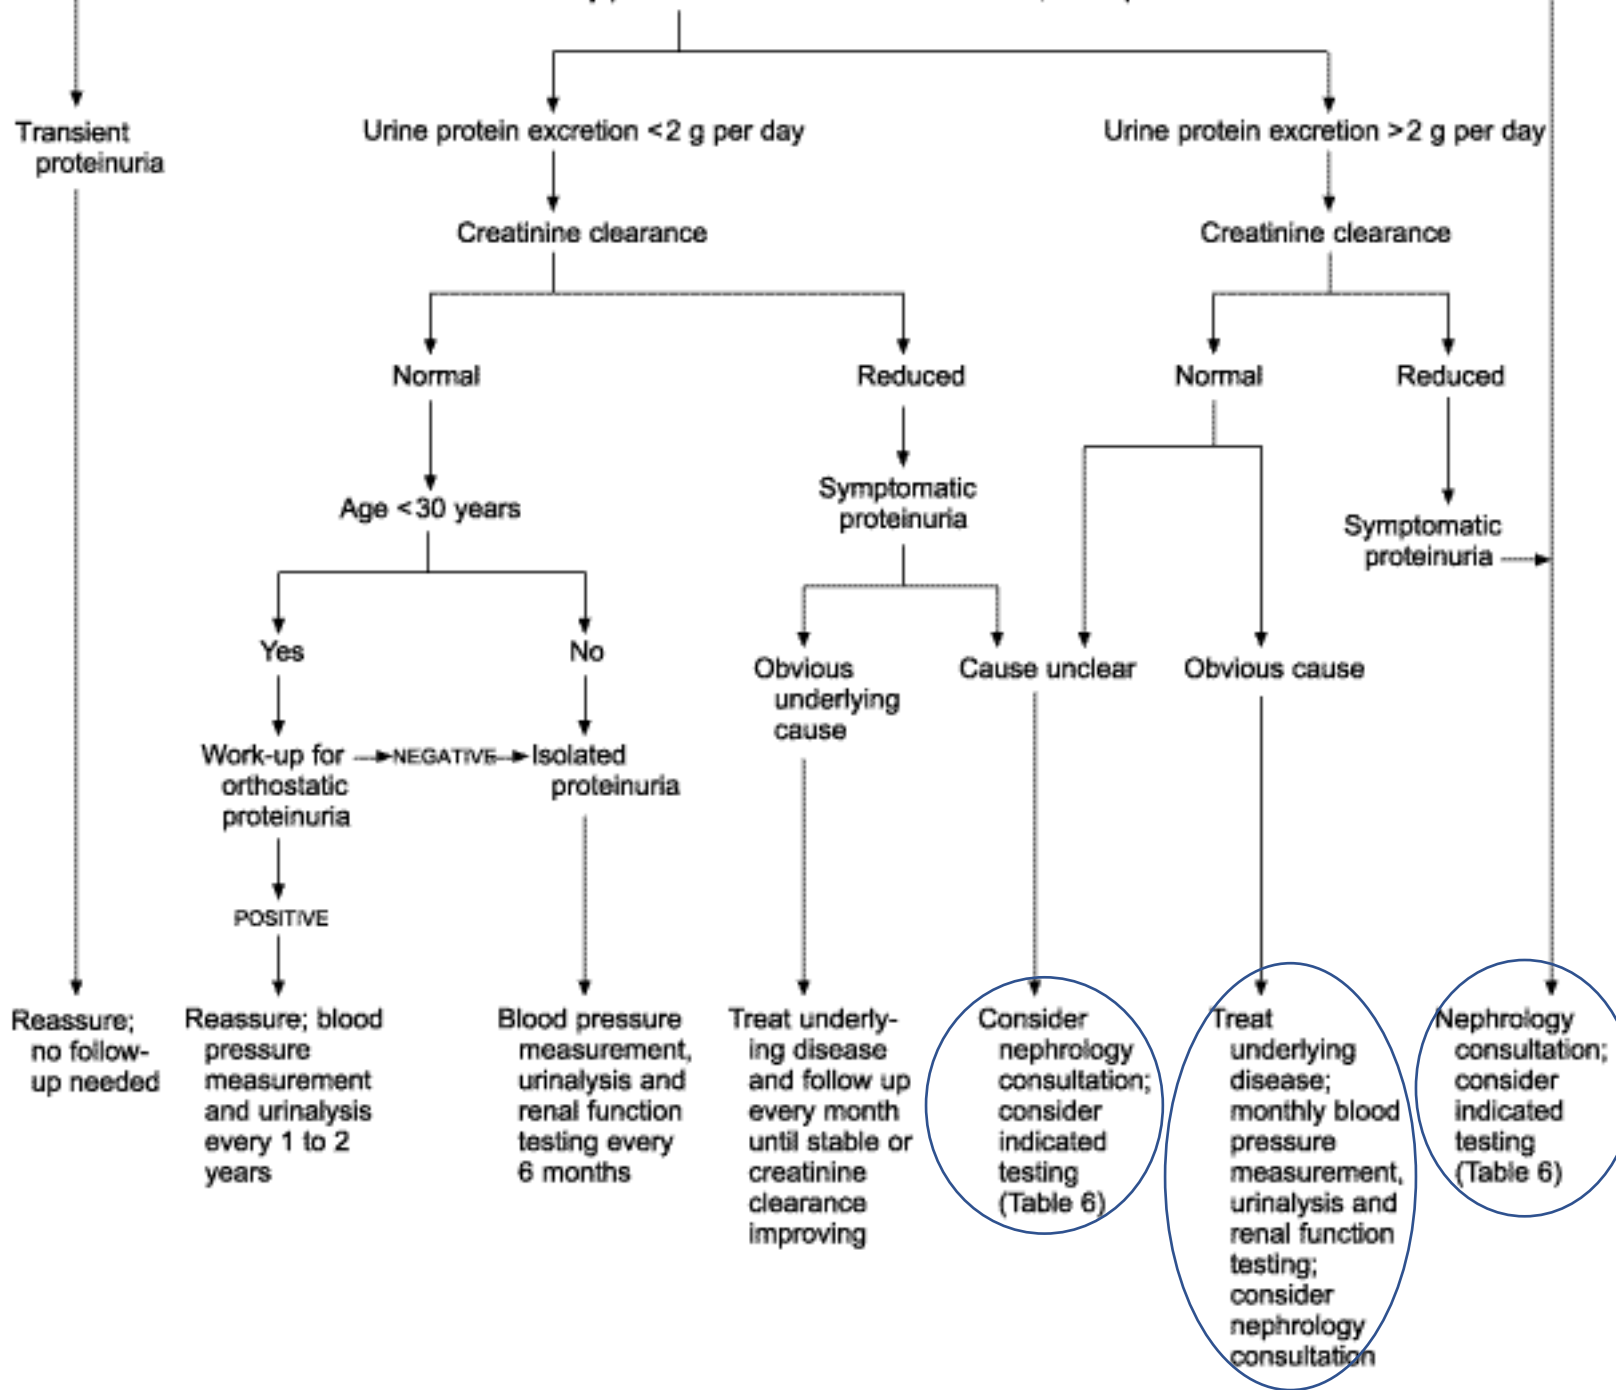 Transient
proteinuria
Urine protein excretion <2 g per day
Urine protein excretion >2 g per day
Creatinine clearance
Creatinine clearance
Normal
Reduced
Normal
Reduced
Age <30 years
Symptomatic
proteinuria
Symptomatic
proteinuria
Yes
No
Obvious
underlying
cause
Cause unclear
Obvious cause
Work-up for
orthostatic
proteinuria
NEGATIVE
Isolated
proteinuria
POSITIVE
Reassure;
no follow-
up needed
Reassure; blood
pressure
measurement
and urinalysis
every 1 to 2
years
Blood pressure
measurement,
urinalysis and
renal function
testing every
6 months
Treat underly-
ing disease
and follow up
every month
until stable or
creatinine
clearance
improving
Consider
nephrology
consultation;
consider
indicated
testing
(Table 6)
Treat
underlying
disease;
monthly blood
pressure
measurement,
urinalysis and
renal function
testing;
consider
nephrology
consultation
Nephrology
consultation;
consider
indicated
testing
(Table 6)